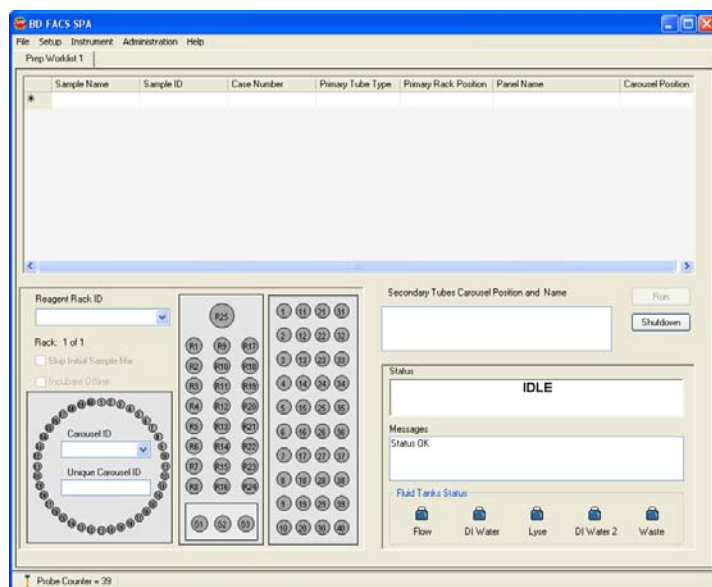 BD FACS SPA
File Setup Instrument Administration Help
Prep Worklist 1
Sample Name Sample ID Case Number Primary Tube Type Primary Rack Position Panel Name Carousel Position
Reagent Rack ID
Rack: 1 of 1
Skip Initial Sample Mix
Incubate Offline
Carousel ID
Unique Carousel ID
R25
R1 R9 R17
R2 R10 R18
R3 R11 R19
R4 R12 R20
R5 R13 R21
R6 R14 R22
R7 R15 R23
R8 R16 R24
S1 S2 S3
1 11 21 31
2 12 22 32
3 13 23 33
4 14 24 34
5 15 25 35
6 16 26 36
7 17 27 37
8 18 28 38
9 19 29 39
10 20 30 40
Secondary Tubes Carousel Position and Name
Run
Shutdown
Status
IDLE
Messages
Status OK
Fluid Tanks Status
Flow DI Water Lyse DI Water 2 Waste
Probe Counter = 39